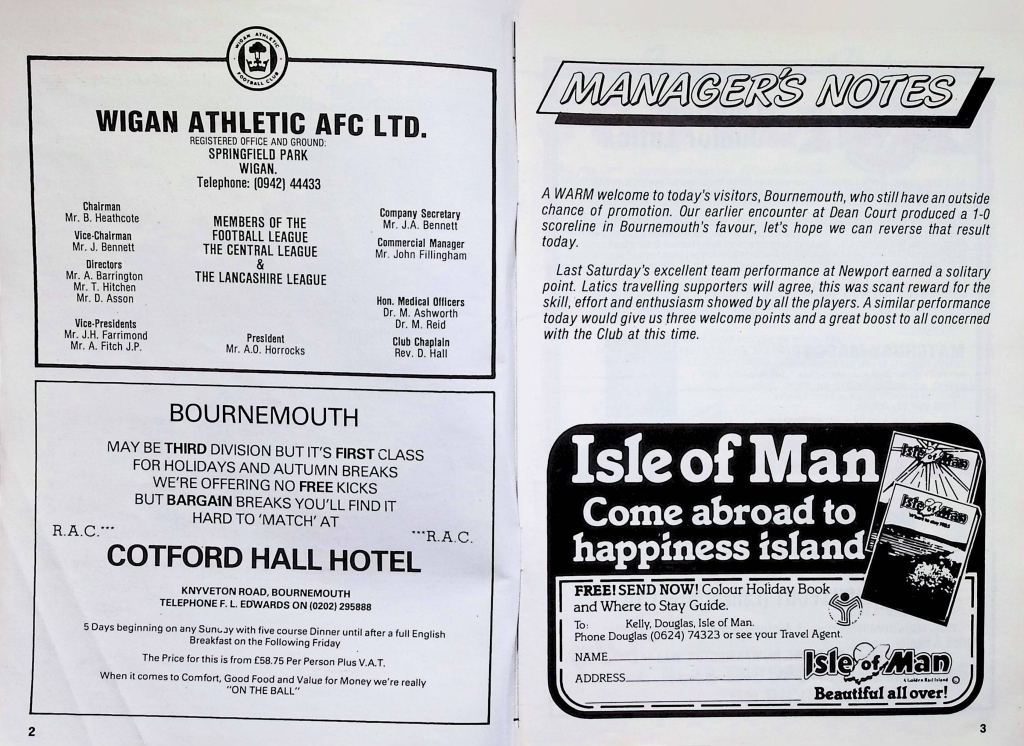 WIGAN ATHLETIC
FOOTBALL CLUB
WIGAN ATHLETIC AFC LTD.
REGISTERED OFFICE AND GROUND:
SPRINGFIELD PARK
WIGAN.
Telephone: (0942) 44433
Chairman
Mr. B. Heathcote
Vice-Chairman
Mr. J. Bennett
Directors
Mr. A. Barrington
Mr. T. Hitchen
Mr. D. Asson
Vice-Presidents
Mr. J.H. Farrimond
Mr. A. Fitch J.P.
MEMBERS OF THE
FOOTBALL LEAGUE
THE CENTRAL LEAGUE
&
THE LANCASHIRE LEAGUE
President
Mr. A.O. Horrocks
Company Secretary
Mr. J.A. Bennett
Commercial Manager
Mr. John Fillingham
Hon. Medical Officers
Dr. M. Ashworth
Dr. M. Reid
Club Chaplain
Rev. D. Hall
BOURNEMOUTH
MAY BE THIRD DIVISION BUT IT'S FIRST CLASS
FOR HOLIDAYS AND AUTUMN BREAKS
WE'RE OFFERING NO FREE KICKS
BUT BARGAIN BREAKS YOU'LL FIND IT
HARD TO 'MATCH' AT
R.A.C.*** ***R.A.C.
COTFORD HALL HOTEL
KNYVETON ROAD, BOURNEMOUTH
TELEPHONE F. L. EDWARDS ON (0202) 295888
5 Days beginning on any Sunday with five course Dinner until after a full English
Breakfast on the Following Friday
The Price for this is from £58.75 Per Person Plus V.A.T.
When it comes to Comfort, Good Food and Value for Money we're really
"ON THE BALL"
2
MANAGER'S NOTES
A WARM welcome to today's visitors, Bournemouth, who still have an outside
chance of promotion. Our earlier encounter at Dean Court produced a 1-0
scoreline in Bournemouth's favour, let's hope we can reverse that result
today.
Last Saturday's excellent team performance at Newport earned a solitary
point. Latics travelling supporters will agree, this was scant reward for the
skill, effort and enthusiasm showed by all the players. A similar performance
today would give us three welcome points and a great boost to all concerned
with the Club at this time.
Isle of Man
Come abroad to
happiness island
Isle of Man
Isle of Man
FREE! SEND NOW! Colour Holiday Book
and Where to Stay Guide.
To: Kelly, Douglas, Isle of Man.
Phone Douglas (0624) 74323 or see your Travel Agent.
NAME
ADDRESS
Isle of Man
©
Beautiful all over!
3